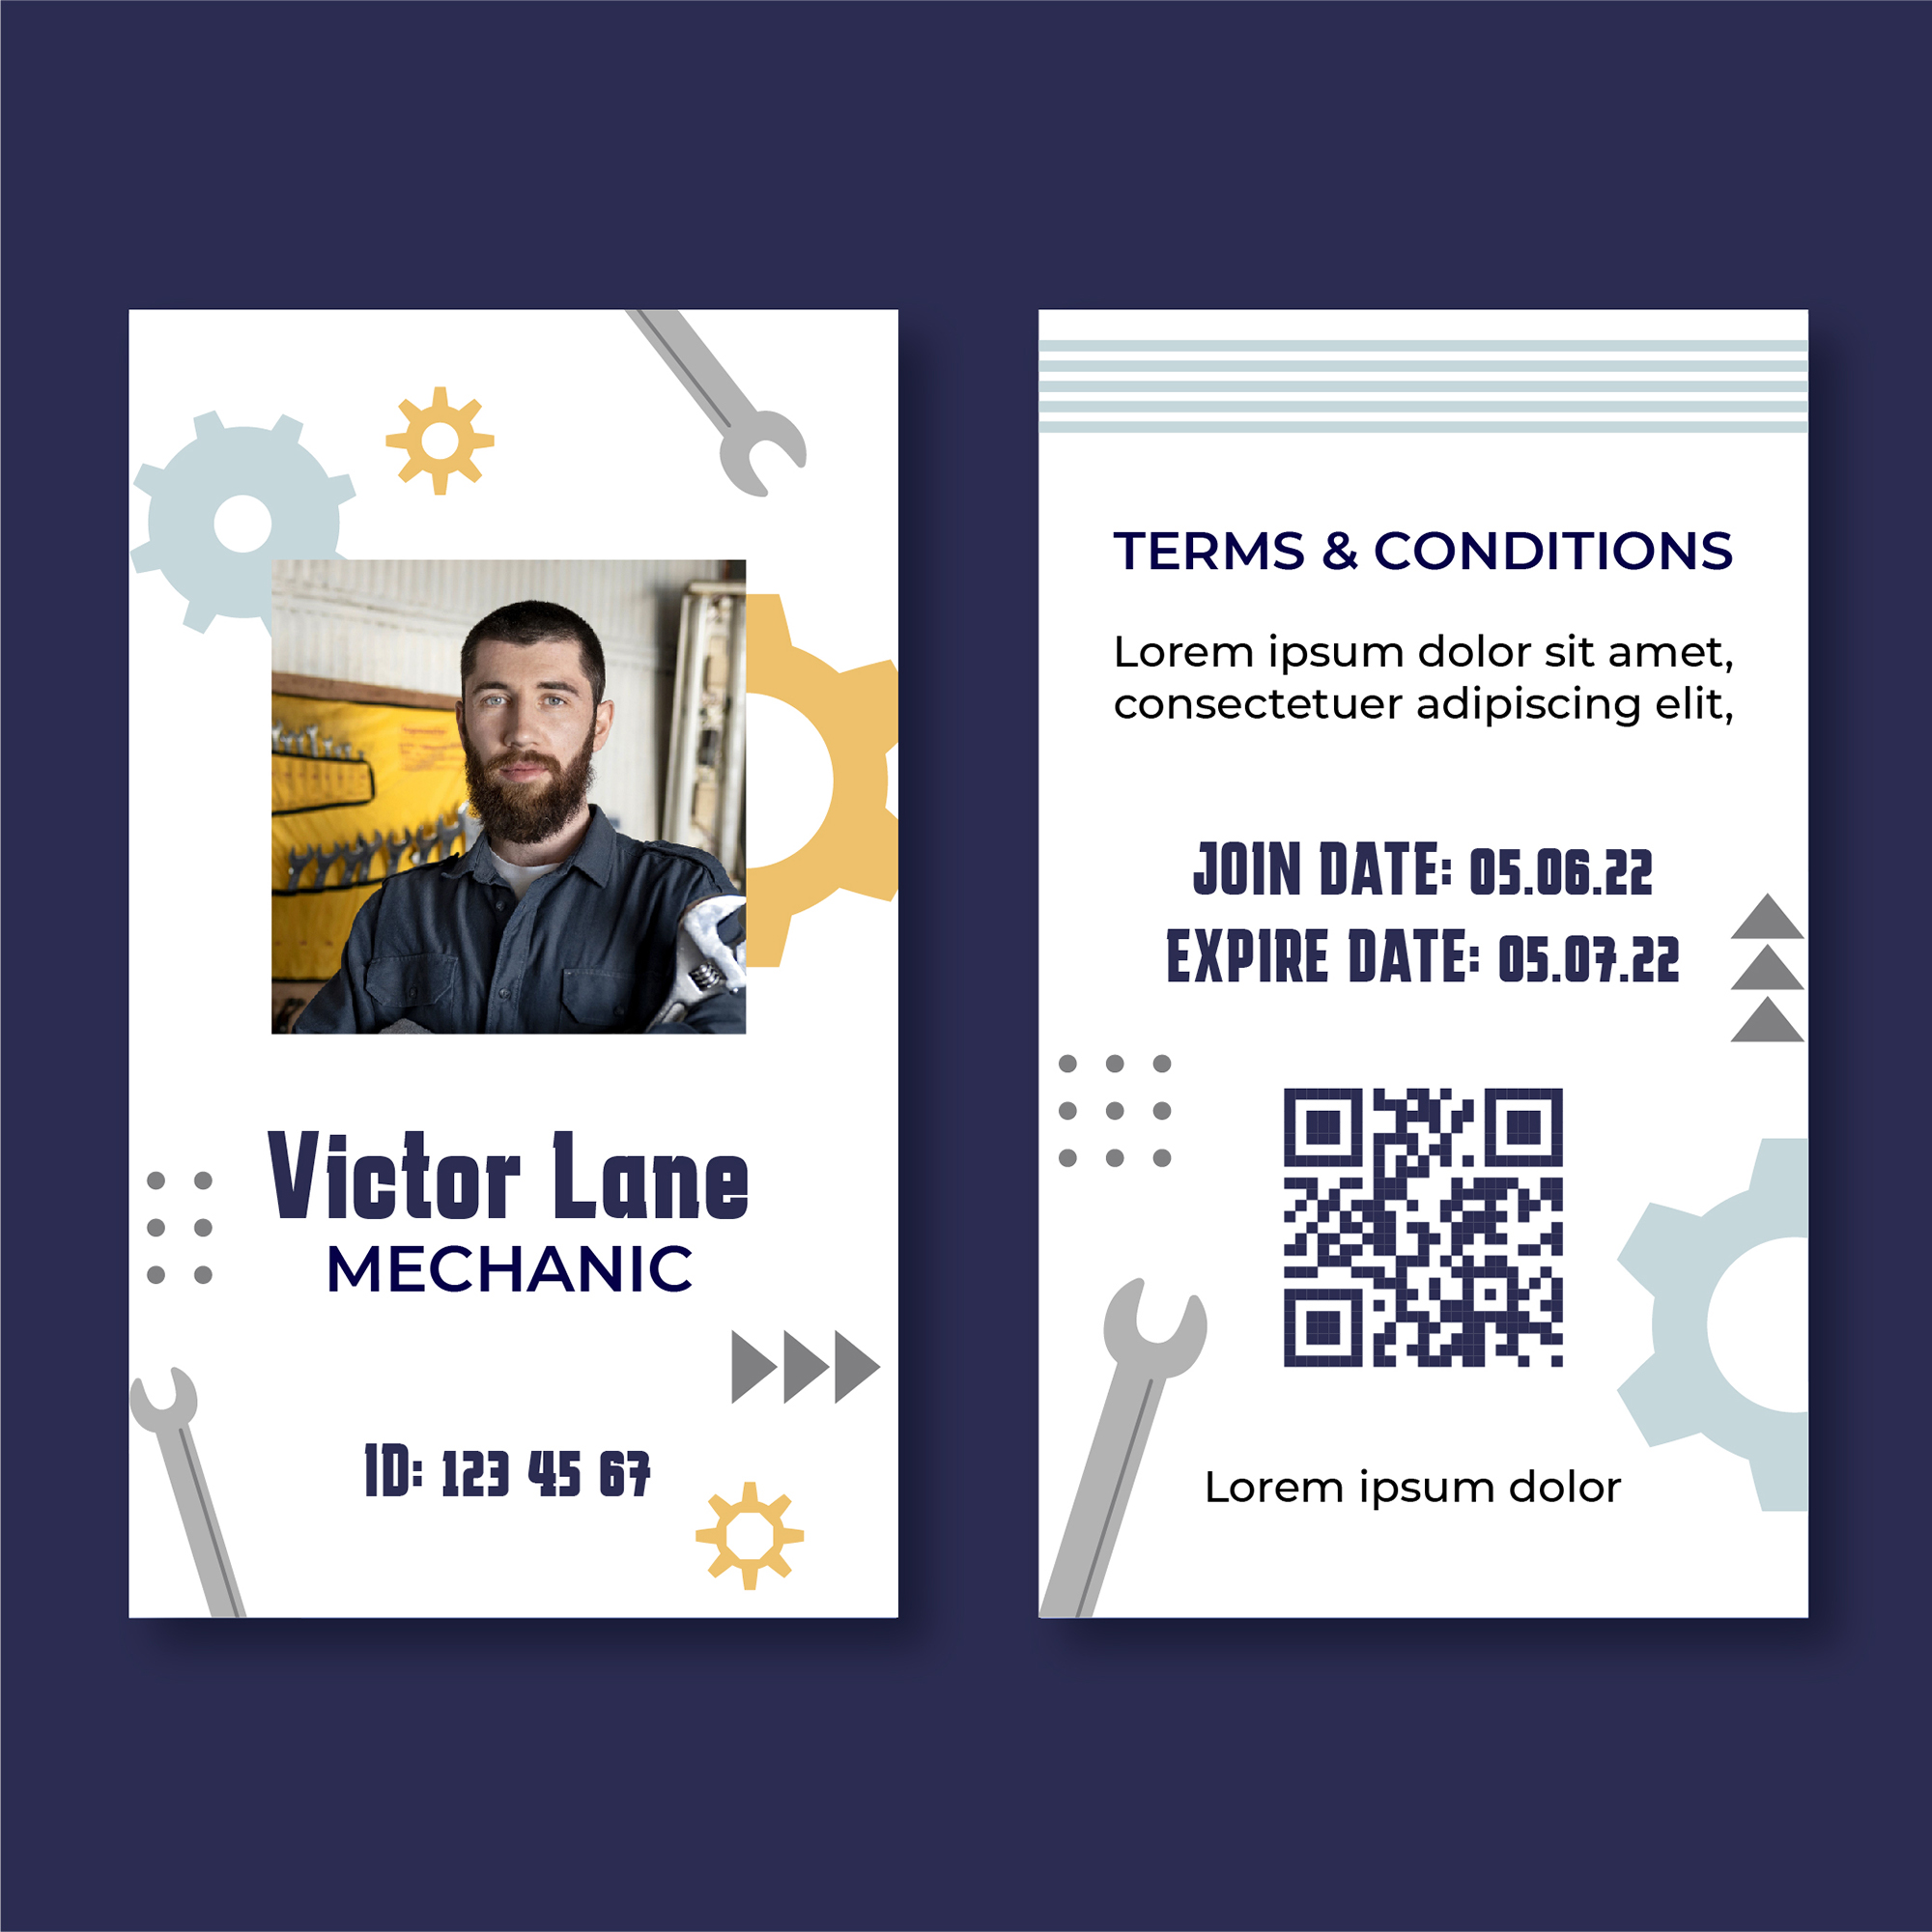 Victor Lane
MECHANIC
ID: 123 45 67
TERMS & CONDITIONS
Lorem ipsum dolor sit amet,
consectetuer adipiscing elit,
JOIN DATE: 05.06.22
EXPIRE DATE: 05.07.22
Lorem ipsum dolor